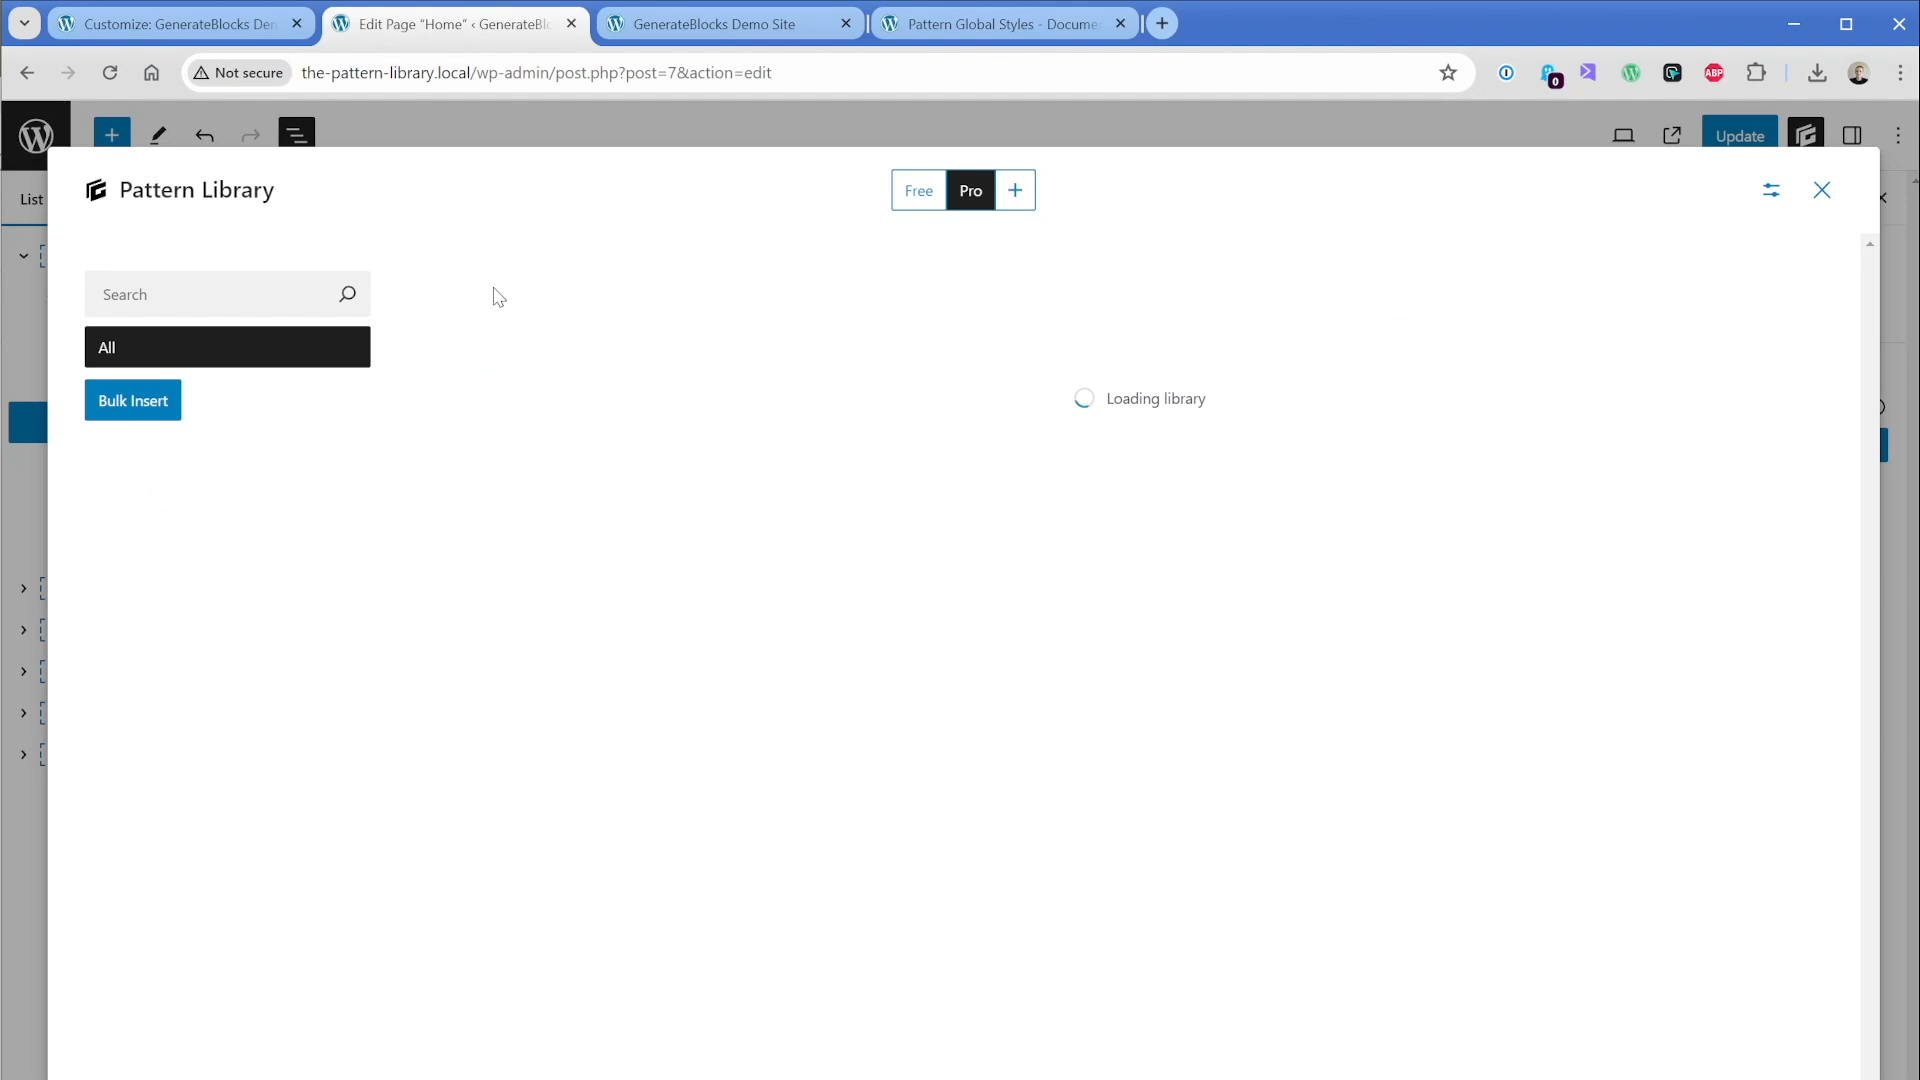 Customize: GenerateBlocks Den
Edit Page “Home” ‹ GenerateBl
GenerateBlocks Demo Site
Pattern Global Styles - Docume
Not secure
the-pattern-library.local/wp-admin/post.php?post=7&action=edit
0
ABP
Update
List
Pattern Library
Free
Pro
Search
All
Bulk Insert
Loading library